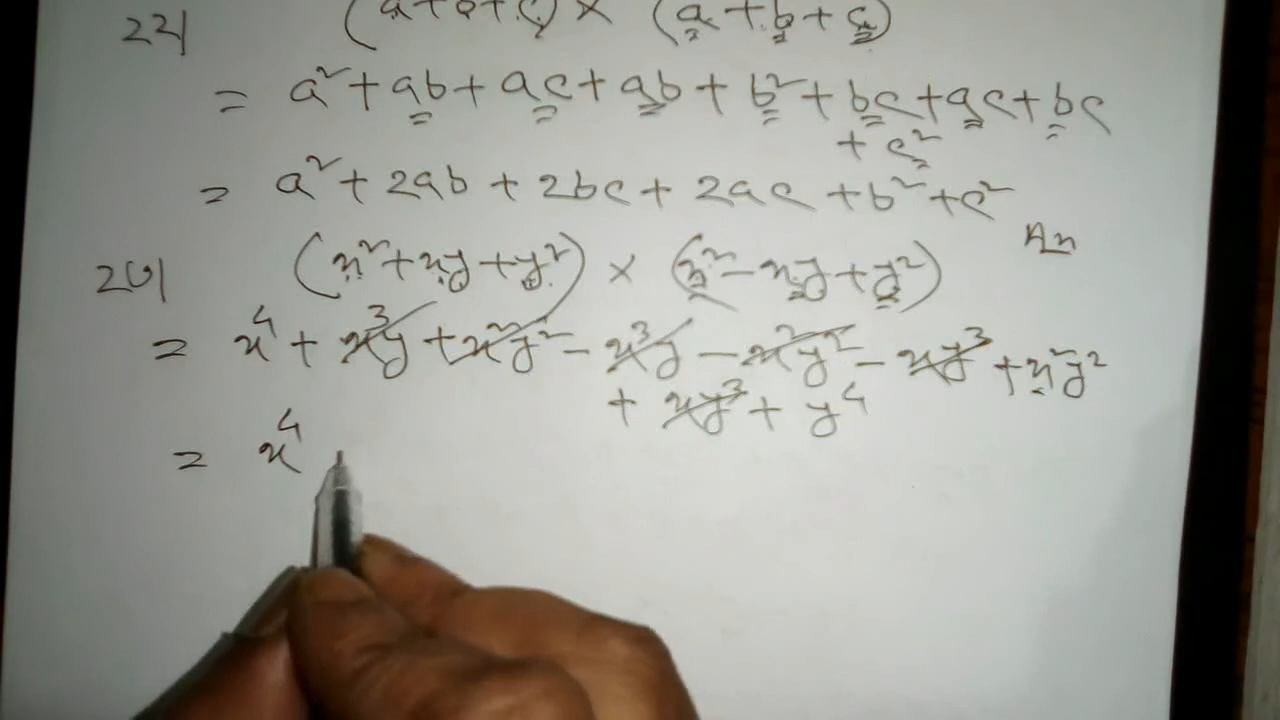 22) (a+b+c) × (a+b+c)
= a²+ab+ac+ab+b²+bc+ac+bc
+c²
= a²+2ab+2bc+2ac+b²+c²
An
20) (x²+xy+y²) × (x²-xy+y²)
= x⁴+x³y+x²y²-x³y-x²y²-xy³+x²y²
+xy³+y⁴
= x⁴